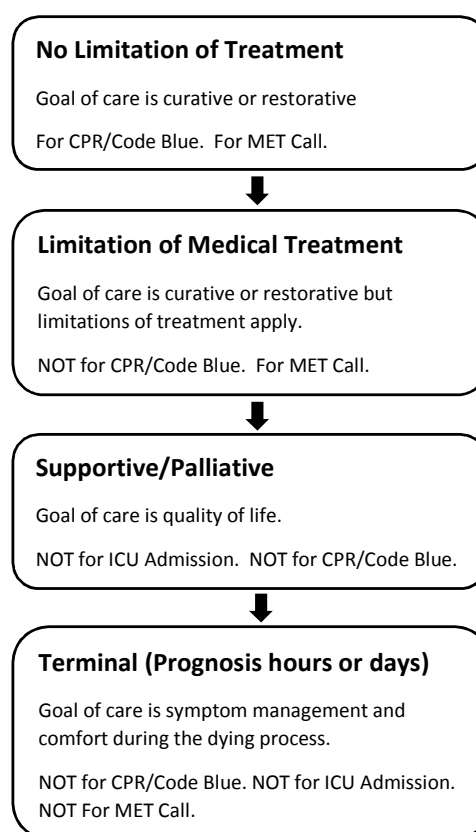 No Limitation of Treatment
Goal of care is curative or restorative
For CPR/Code Blue.  For MET Call.
Limitation of Medical Treatment
Goal of care is curative or restorative but
limitations of treatment apply.
NOT for CPR/Code Blue.  For MET Call.
Supportive/Palliative
Goal of care is quality of life.
NOT for ICU Admission.  NOT for CPR/Code Blue.
Terminal (Prognosis hours or days)
Goal of care is symptom management and
comfort during the dying process.
NOT for CPR/Code Blue. NOT for ICU Admission.
NOT For MET Call.